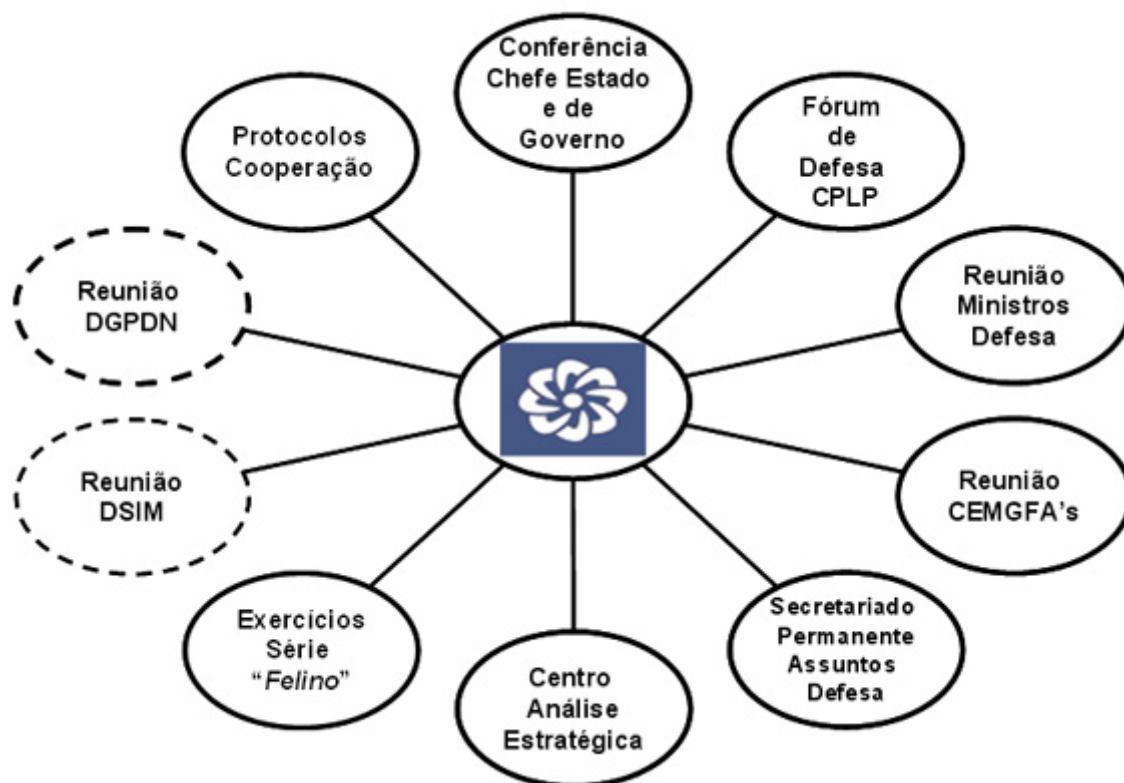 Conferência
Chefe Estado
e de
Governo
Fórum
de
Defesa
CPLP
Reunião
Ministros
Defesa
Reunião
CEMGFA's
Secretariado
Permanente
Assuntos
Defesa
Centro
Análise
Estratégica
Exercícios
Série
“Felino”
Reunião
DSIM
Reunião
DGPDN
Protocolos
Cooperação